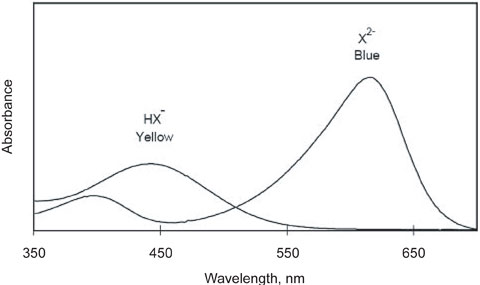 X²⁻
Blue
HX⁻
Yellow
Absorbance
350
450
550
650
Wavelength, nm